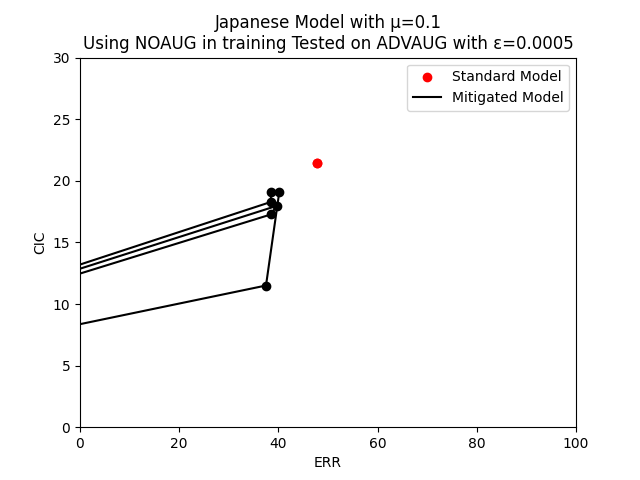 Japanese Model with μ=0.1
Using NOAUG in training Tested on ADVAUG with ε=0.0005
Standard Model
Mitigated Model
30
25
20
15
10
5
0
CIC
0 20 40 60 80 100
ERR